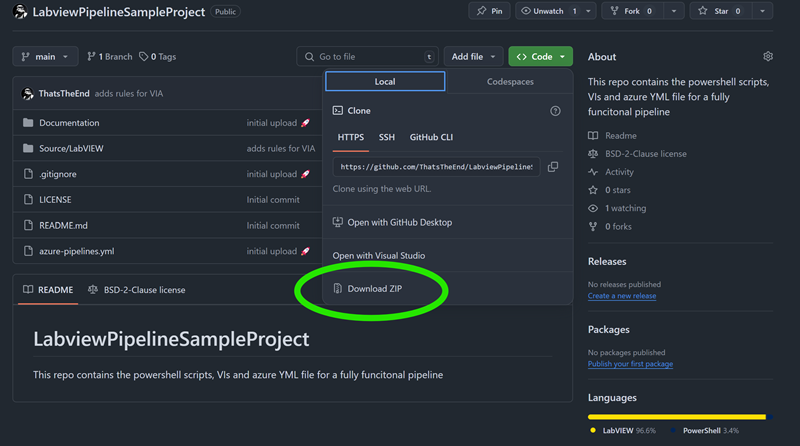 LabviewPipelineSampleProject Public
Pin Unwatch 1 Fork 0 Star 0
main 1 Branch 0 Tags Go to file t Add file Code
ThatsTheEnd adds rules for VIA
Documentation initial upload 🚀
Source/LabVIEW adds rules for VIA
.gitignore initial upload 🚀
LICENSE Initial commit
README.md Initial commit
azure-pipelines.yml initial upload 🚀
Local Codespaces
Clone
HTTPS SSH GitHub CLI
https://github.com/ThatsTheEnd/LabviewPipelineS
Clone using the web URL.
Open with GitHub Desktop
Open with Visual Studio
Download ZIP
README BSD-2-Clause license
LabviewPipelineSampleProject
This repo contains the powershell scripts, VIs and azure YML file for a fully funcitonal pipeline
About
This repo contains the powershell scripts,
VIs and azure YML file for a fully
funcitonal pipeline
Readme
BSD-2-Clause license
Activity
0 stars
1 watching
0 forks
Releases
No releases published
Create a new release
Packages
No packages published
Publish your first package
Languages
LabVIEW 96.6% PowerShell 3.4%